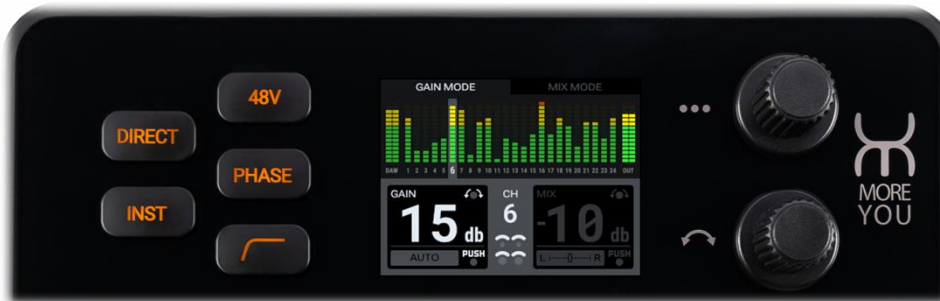 48V
DIRECT
PHASE
INST
GAIN MODE MIX MODE
DAW 1 2 3 4 5 6 7 8 9 10 11 12 13 14 15 16 17 18 19 20 21 22 23 24 OUT
GAIN CH MIX
15 db 6 -10 db
AUTO PUSH L R PUSH
MORE
YOU